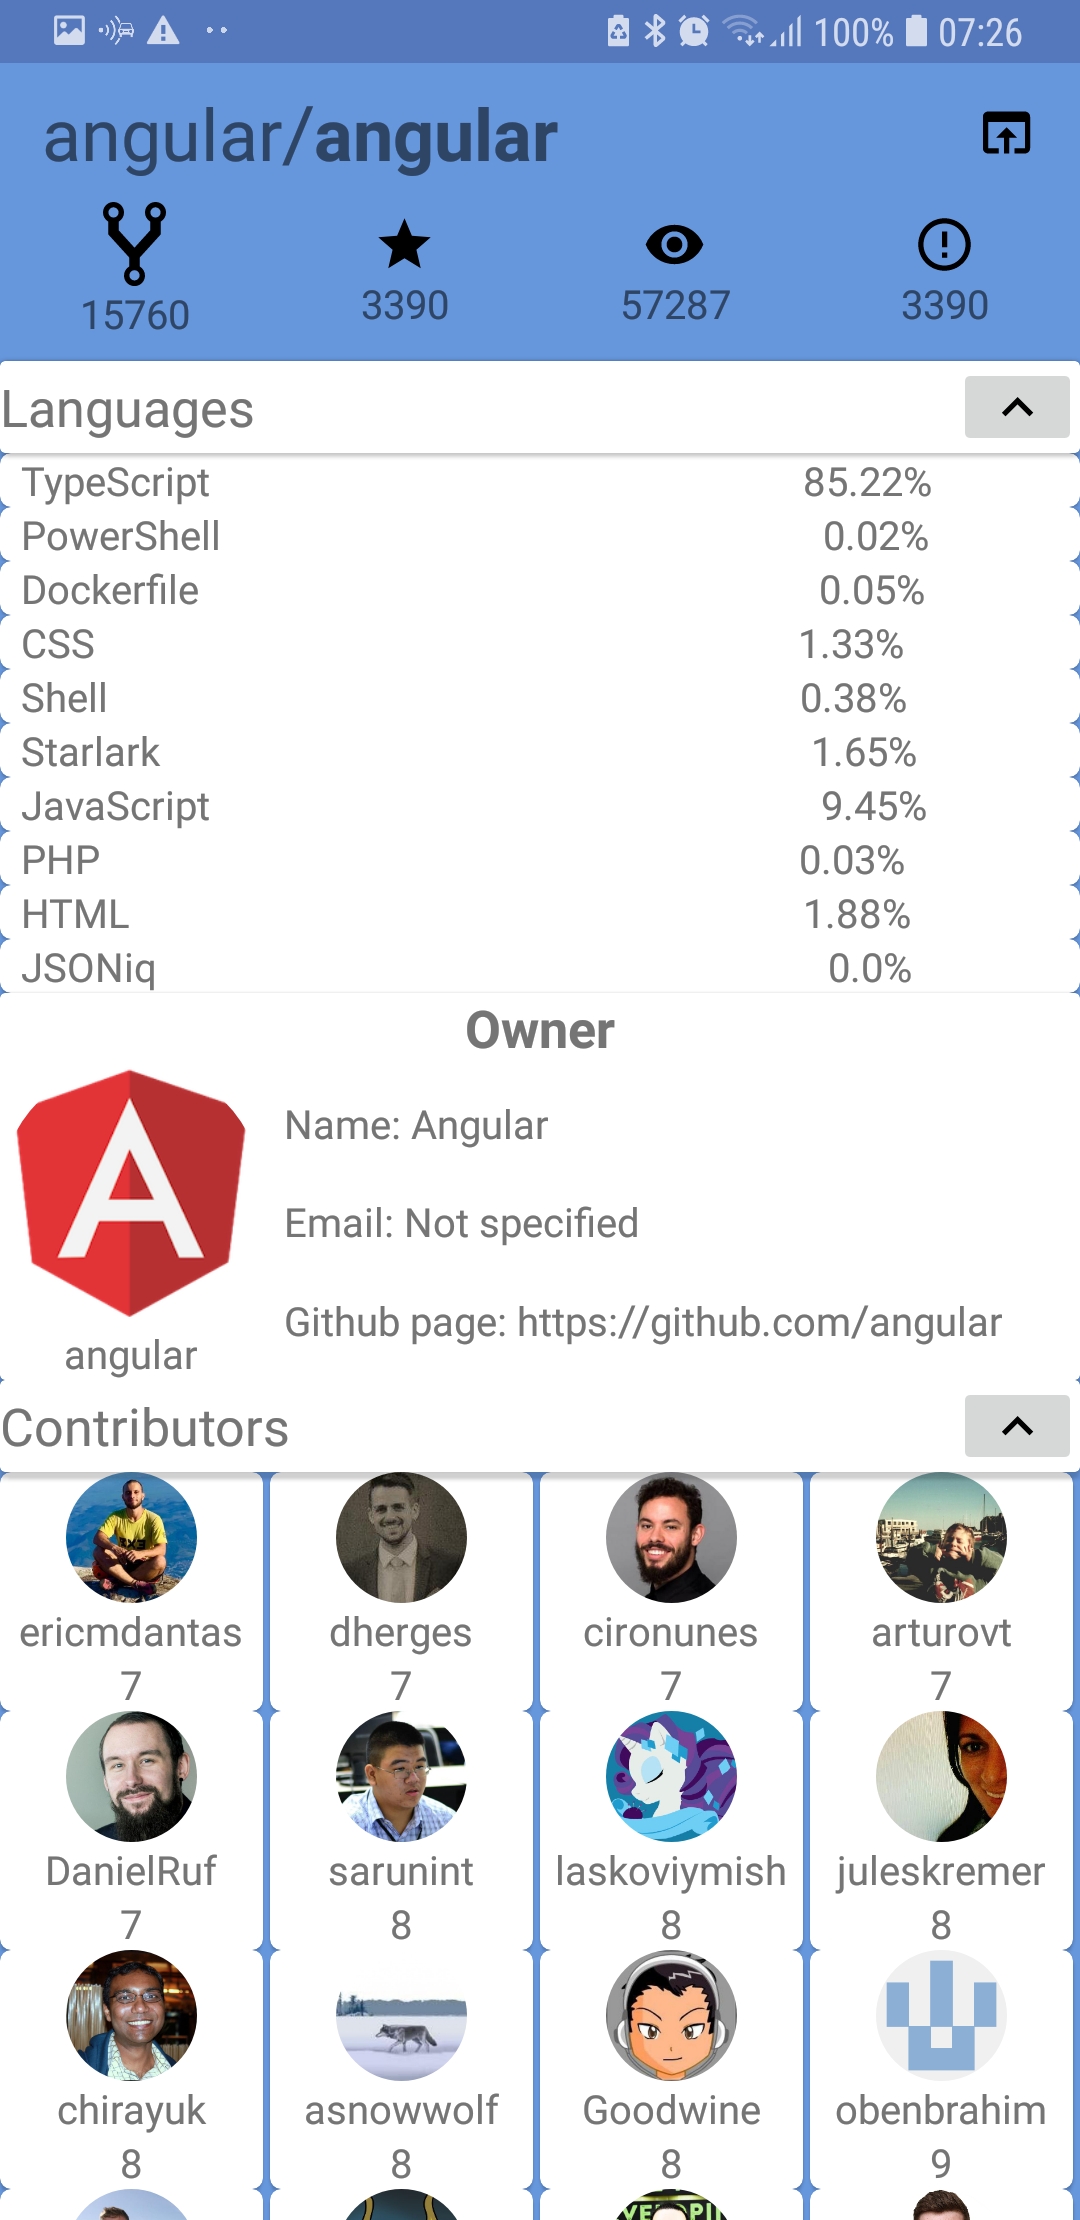 100% 07:26
angular/angular
15760 3390 57287 3390
Languages
TypeScript 85.22%
PowerShell 0.02%
Dockerfile 0.05%
CSS 1.33%
Shell 0.38%
Starlark 1.65%
JavaScript 9.45%
PHP 0.03%
HTML 1.88%
JSONiq 0.0%
Owner
Name: Angular
Email: Not specified
Github page: https://github.com/angular
angular
Contributors
ericmdantas dherges cironunes arturovt
7 7 7 7
DanielRuf sarunint laskoviymish juleskremer
7 8 8 8
chirayuk asnowwolf Goodwine obenbrahim
8 8 8 9